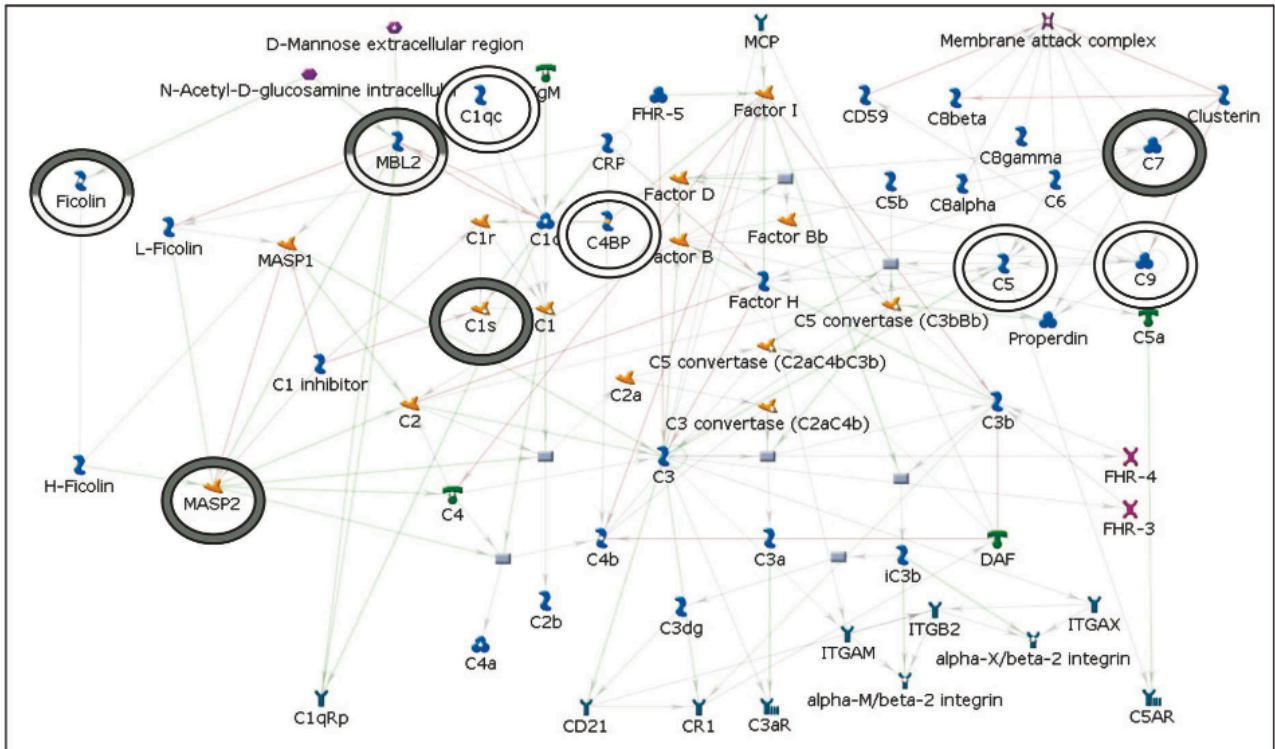 D-Mannose extracellular region
MCP
Membrane attack complex
N-Acetyl-D-glucosamine intracellular
IgM
C1qc
FHR-5
Factor I
CD59
C8beta
Clusterin
MBL2
CRP
C8gamma
C7
Ficolin
Factor D
C5b
C8alpha
C6
L-Ficolin
MASP1
C1r
C1q
C4BP
Factor B
Factor Bb
C5
C9
Factor H
C1s
C1
C5 convertase (C3bBb)
Properdin
C5a
C5 convertase (C2aC4bC3b)
C1 inhibitor
C2a
C2
C3 convertase (C2aC4b)
C3b
H-Ficolin
MASP2
C4
C3
FHR-4
FHR-3
C4b
C3a
iC3b
DAF
C2b
C3dg
C4a
ITGAM
ITGB2
ITGAX
alpha-X/beta-2 integrin
alpha-M/beta-2 integrin
C1qRp
CD21
CR1
C3aR
C5AR